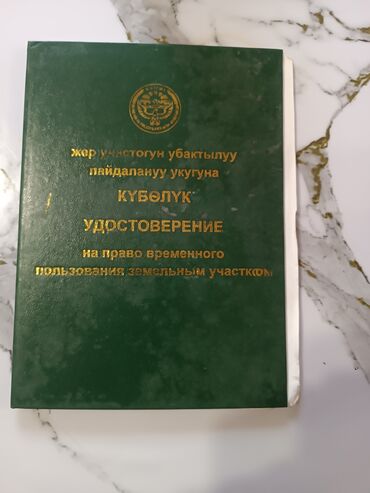 жер участогун убактылуу
пайдалануу укугуна
КҮБӨЛҮК
УДОСТОВЕРЕНИЕ
на право временного
пользования земельным участком